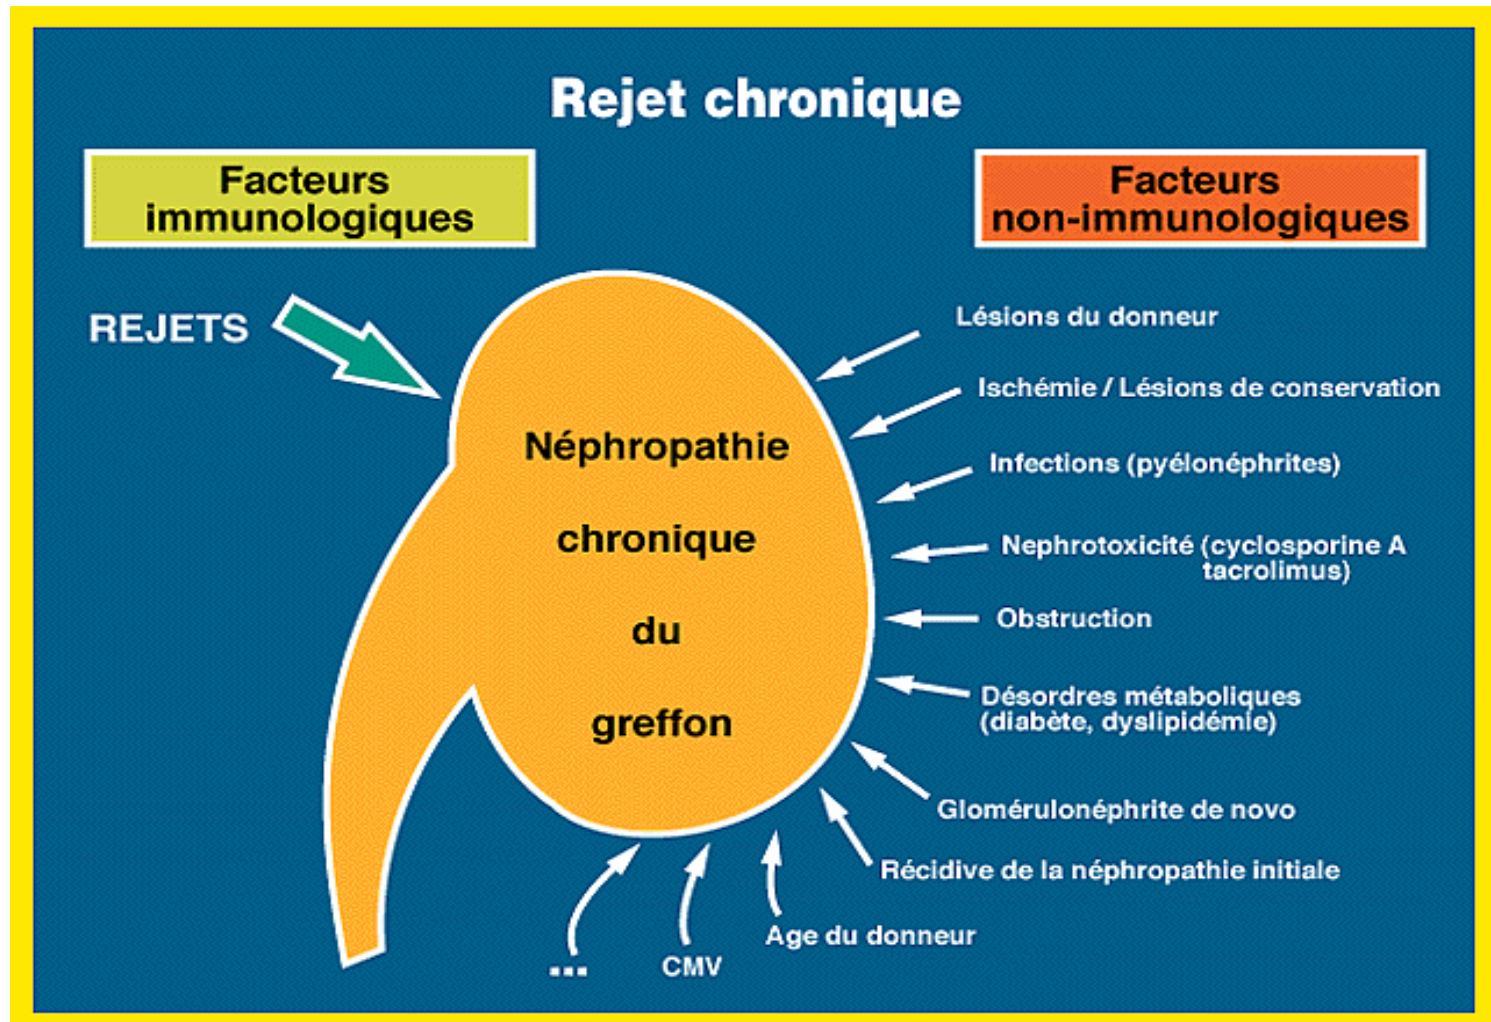 Rejet chronique
Facteurs
immunologiques
Facteurs
non-immunologiques
REJETS
Néphropathie
chronique
du
greffon
Lésions du donneur
Ischémie / Lésions de conservation
Infections (pyélonéphrites)
Nephrotoxicité (cyclosporine A
tacrolimus)
Obstruction
Désordres métaboliques
(diabète, dyslipidémie)
Glomérulonéphrite de novo
Récidive de la néphropathie initiale
Age du donneur
CMV
...